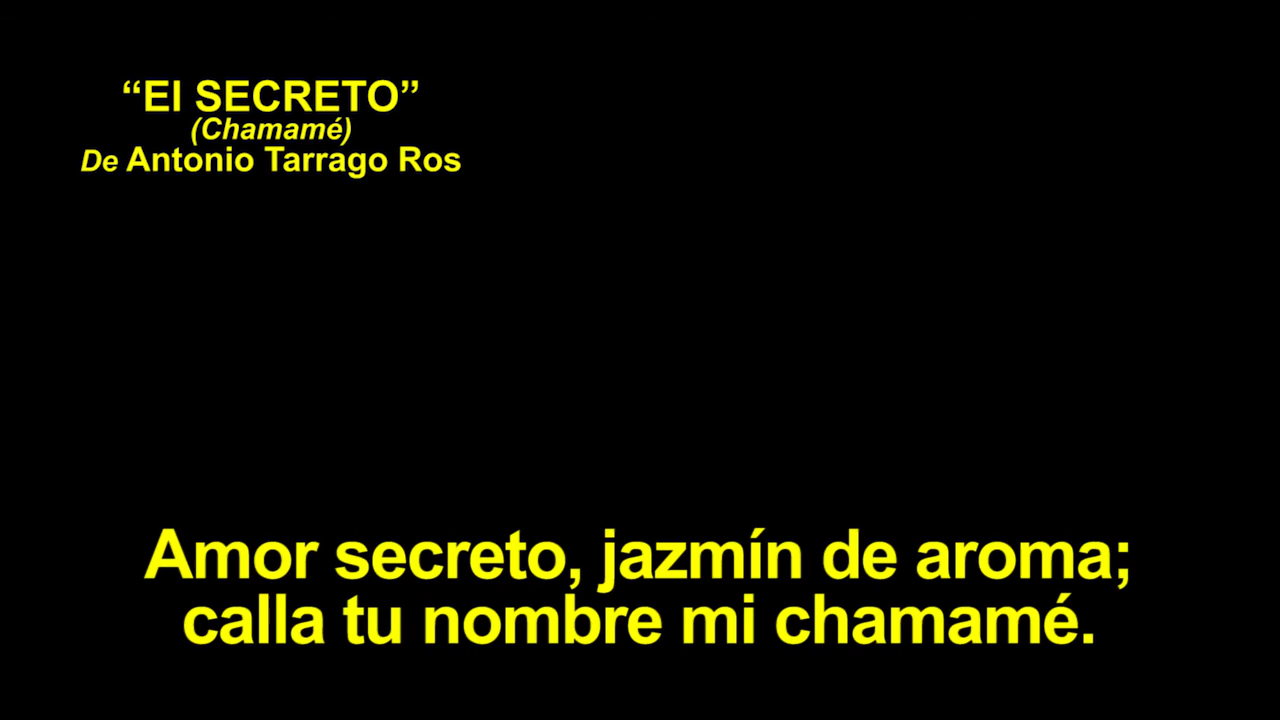 “El SECRETO”
(Chamamé)
De Antonio Tarrago Ros
Amor secreto, jazmín de aroma;
calla tu nombre mi chamamé.